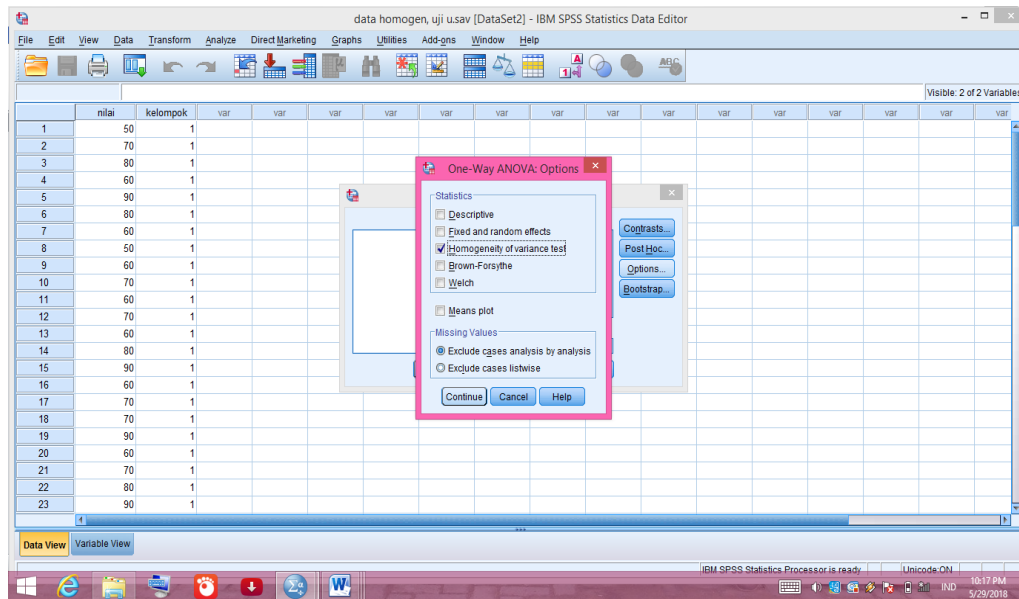 data homogen, uji u.sav [DataSet2] - IBM SPSS Statistics Data Editor
File Edit View Data Transform Analyze Direct Marketing Graphs Utilities Add-ons Window Help
Visible: 2 of 2 Variables
nilai kelompok var var var var var var var var var var var var var var var
1 50 1
2 70 1
3 80 1
4 60 1
5 90 1
6 80 1
7 60 1
8 50 1
9 60 1
10 70 1
11 60 1
12 70 1
13 60 1
14 80 1
15 90 1
16 60 1
17 70 1
18 70 1
19 90 1
20 60 1
21 70 1
22 80 1
23 90 1
One-Way ANOVA: Options
Statistics
Descriptive
Fixed and random effects
Homogeneity of variance test
Brown-Forsythe
Welch
Means plot
Missing Values
Exclude cases analysis by analysis
Exclude cases listwise
Continue Cancel Help
Contrasts...
Post Hoc...
Options...
Bootstrap...
Data View Variable View
IBM SPSS Statistics Processor is ready Unicode:ON
IND 10:17 PM
5/29/2018